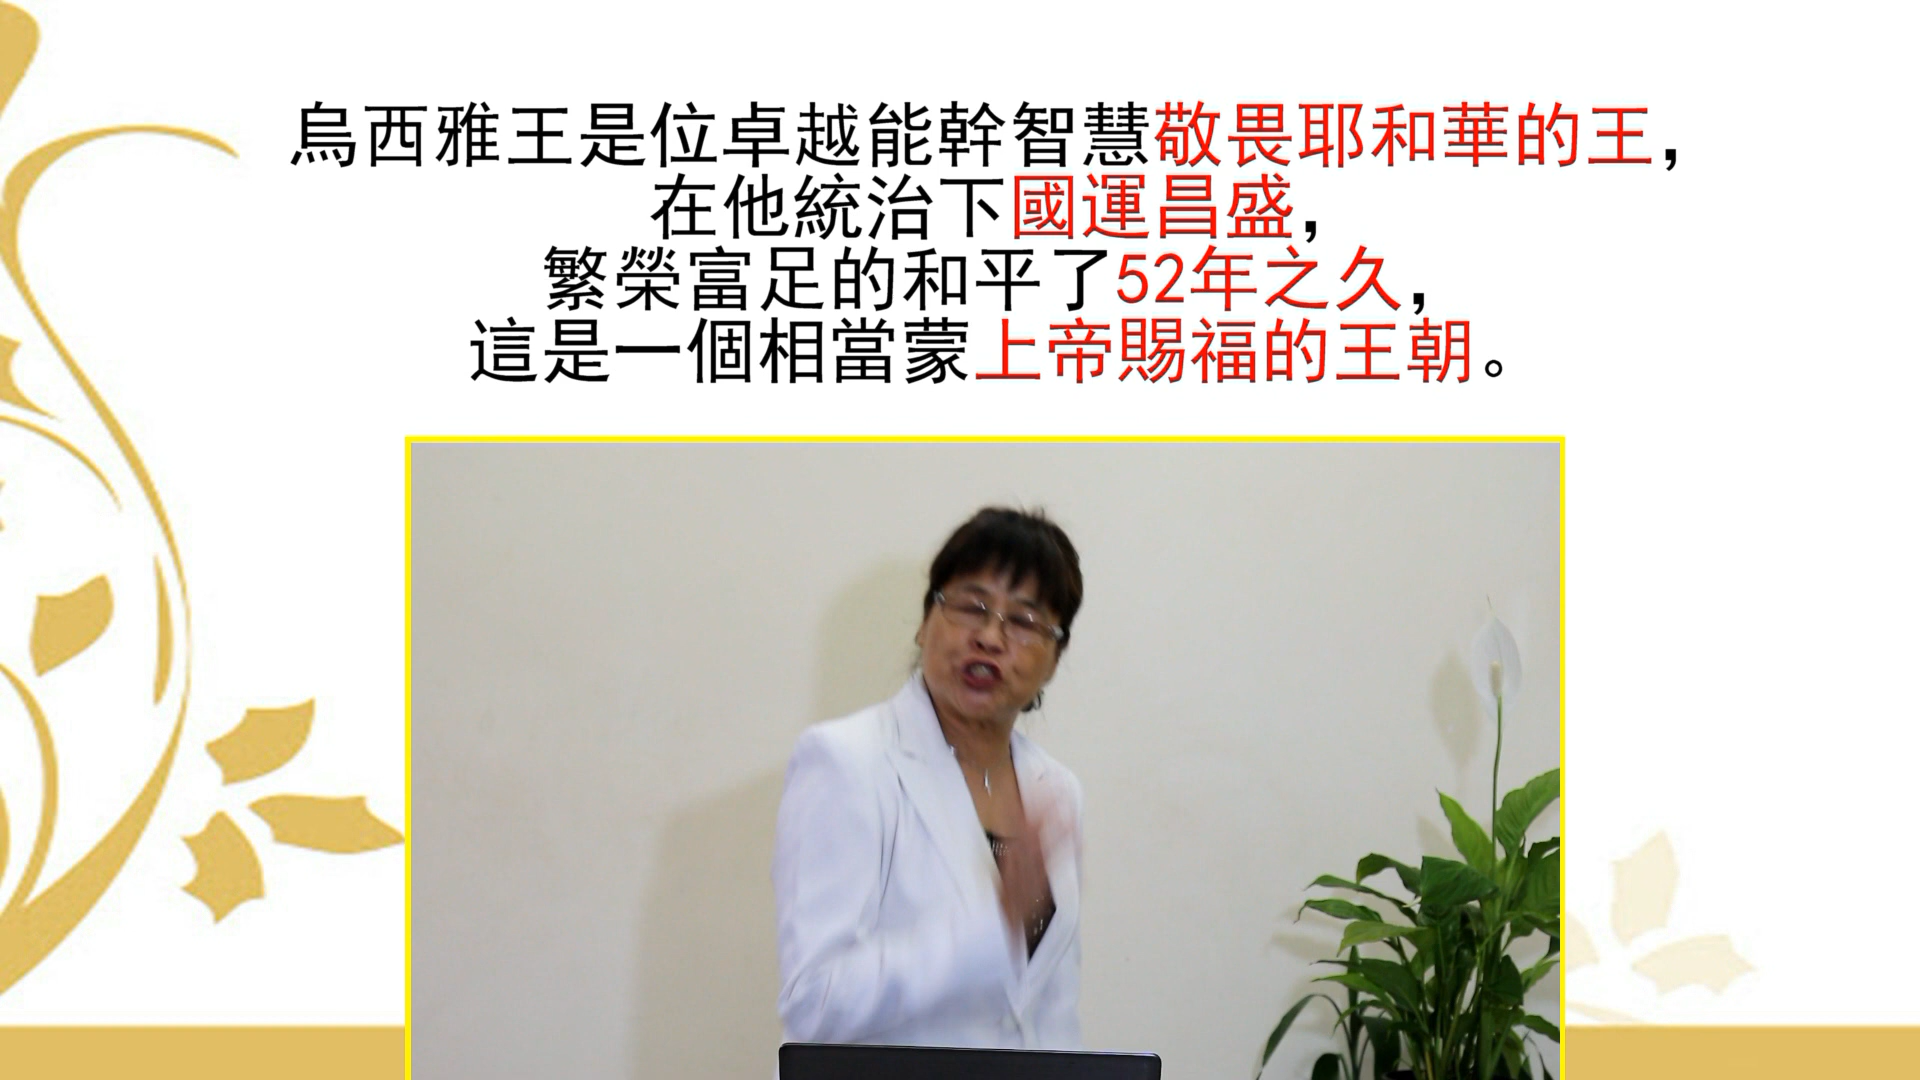 烏西雅王是位卓越能幹智慧敬畏耶和華的王，
在他統治下國運昌盛，
繁榮富足的和平了52年之久，
這是一個相當蒙上帝賜福的王朝。